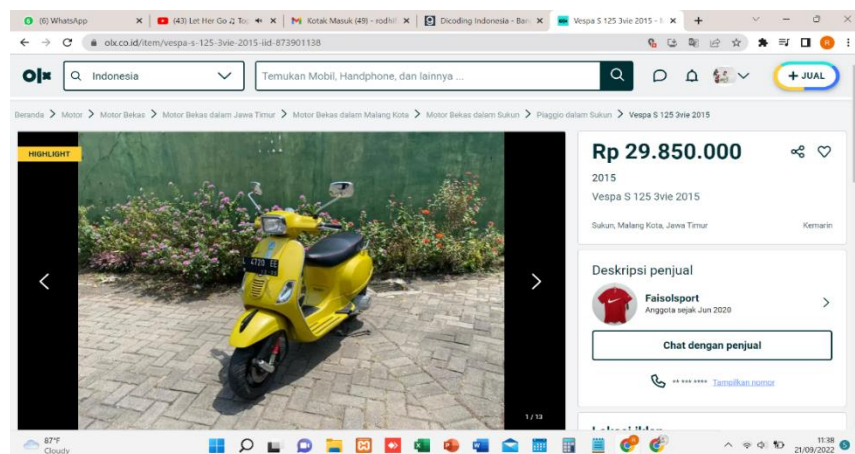 (6) WhatsApp
(43) Let Her Go
Kotak Masuk (49) - rodhil
Dicoding Indonesia - Ban
Vespa S 125 3vie 2015 -
olx.co.id/item/vespa-s-125-3vie-2015-iid-873901138
olx
Indonesia
Temukan Mobil, Handphone, dan lainnya ...
+ JUAL
Beranda > Motor > Motor Bekas > Motor Bekas dalam Jawa Timur > Motor Bekas dalam Malang Kota > Motor Bekas dalam Sukun > Piaggio dalam Sukun > Vespa S 125 3vie 2015
HIGHLIGHT
1 / 13
Rp 29.850.000
2015
Vespa S 125 3vie 2015
Sukun, Malang Kota, Jawa Timur
Kemarin
Deskripsi penjual
Faisolsport
Anggota sejak Jun 2020
Chat dengan penjual
** *** **** Tampilkan nomor
87°F
Cloudy
11:38
21/09/2022
5